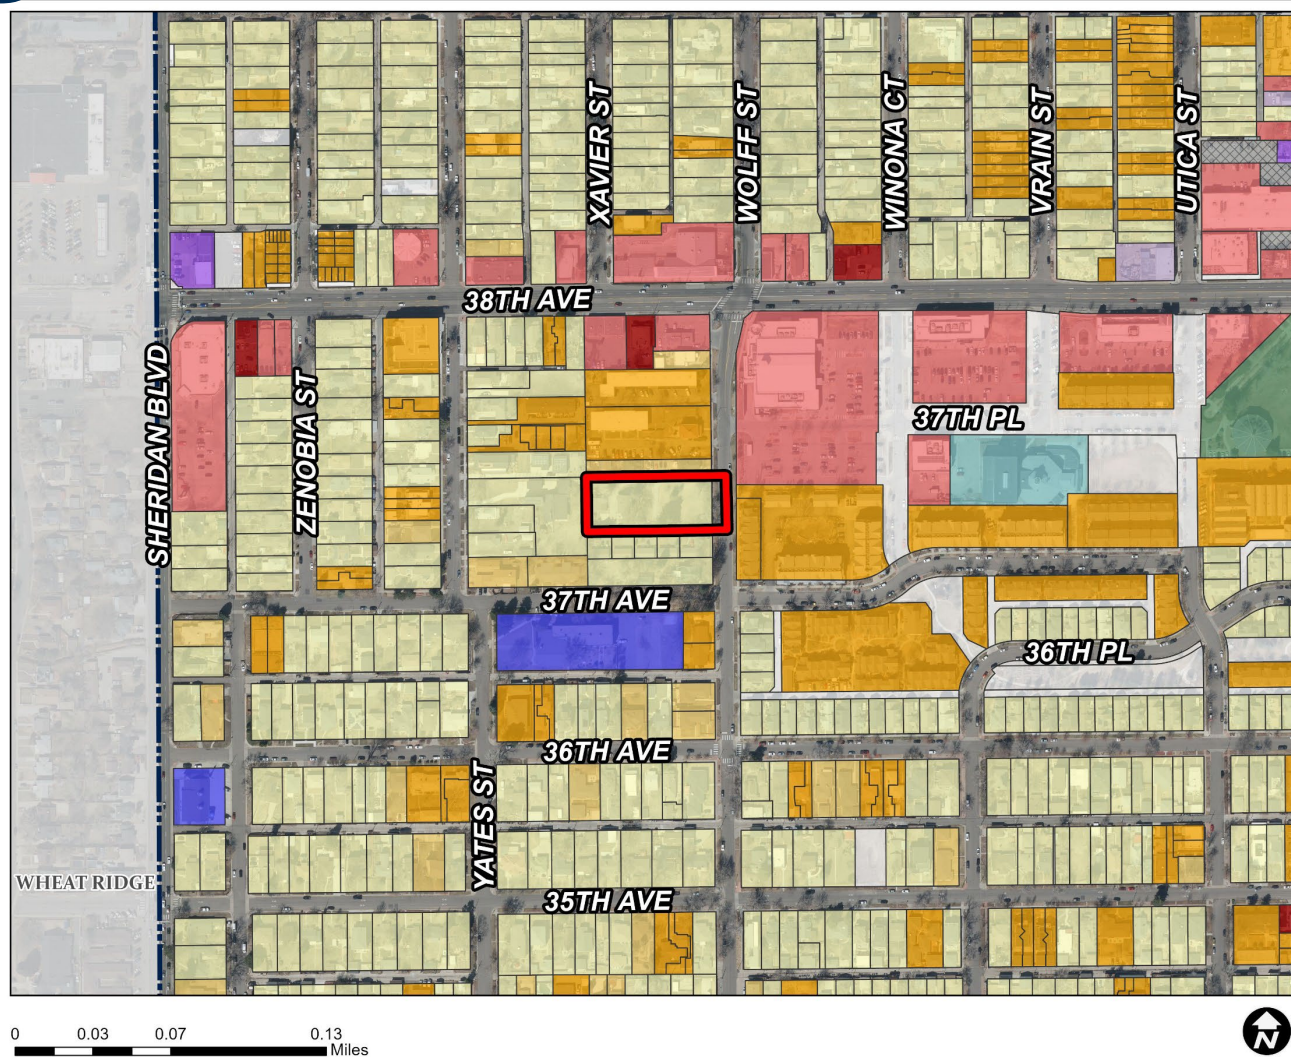 XAVIER ST
WOLFF ST
WINONA CT
VRAIN ST
UTICA ST
38TH AVE
SHERIDAN BLVD
ZENOBIA ST
37TH PL
37TH AVE
36TH PL
36TH AVE
YATES ST
WHEAT RIDGE
35TH AVE
0 0.03 0.07 0.13
Miles
N